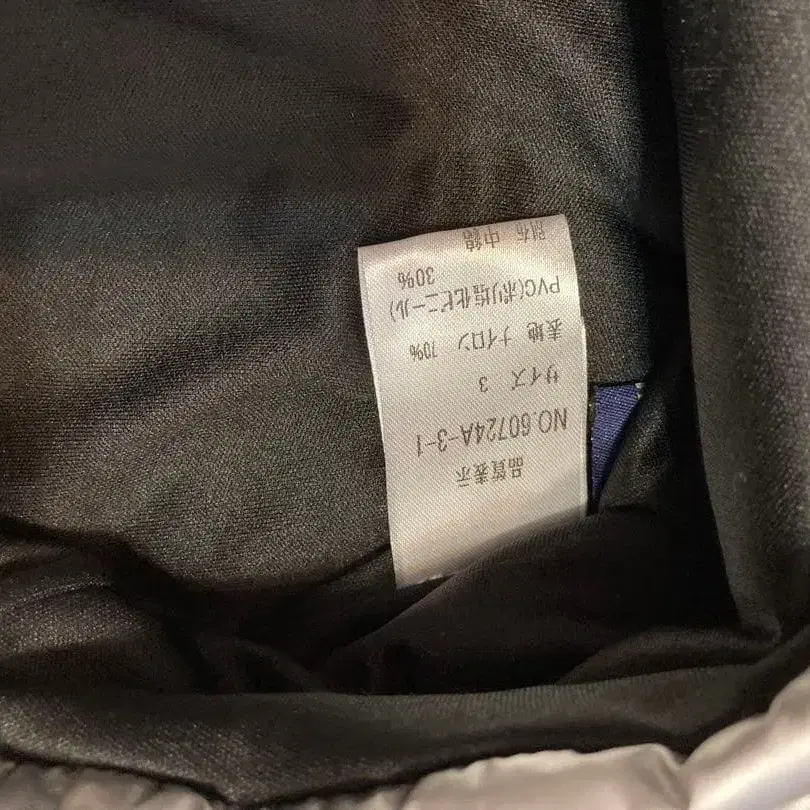 品質表示
NO.60724A-3-1
サイズ 3
表地 ナイロン 70%
PVC(ポリ塩化ビニール)
30%
別布 中綿